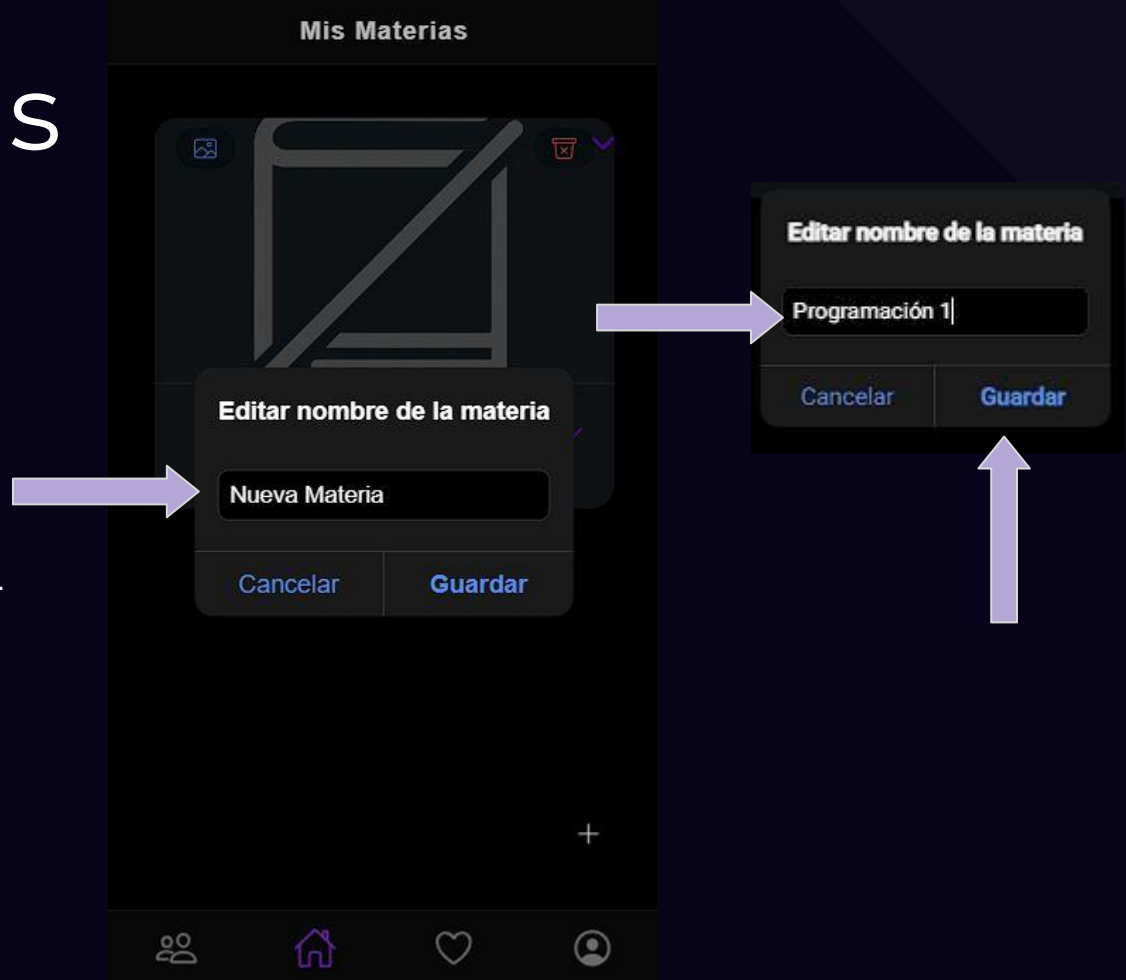 Mis Materias
s
Editar nombre de la materia
Nueva Materia
Cancelar
Guardar
Editar nombre de la materia
Programación 1
Cancelar
Guardar
+